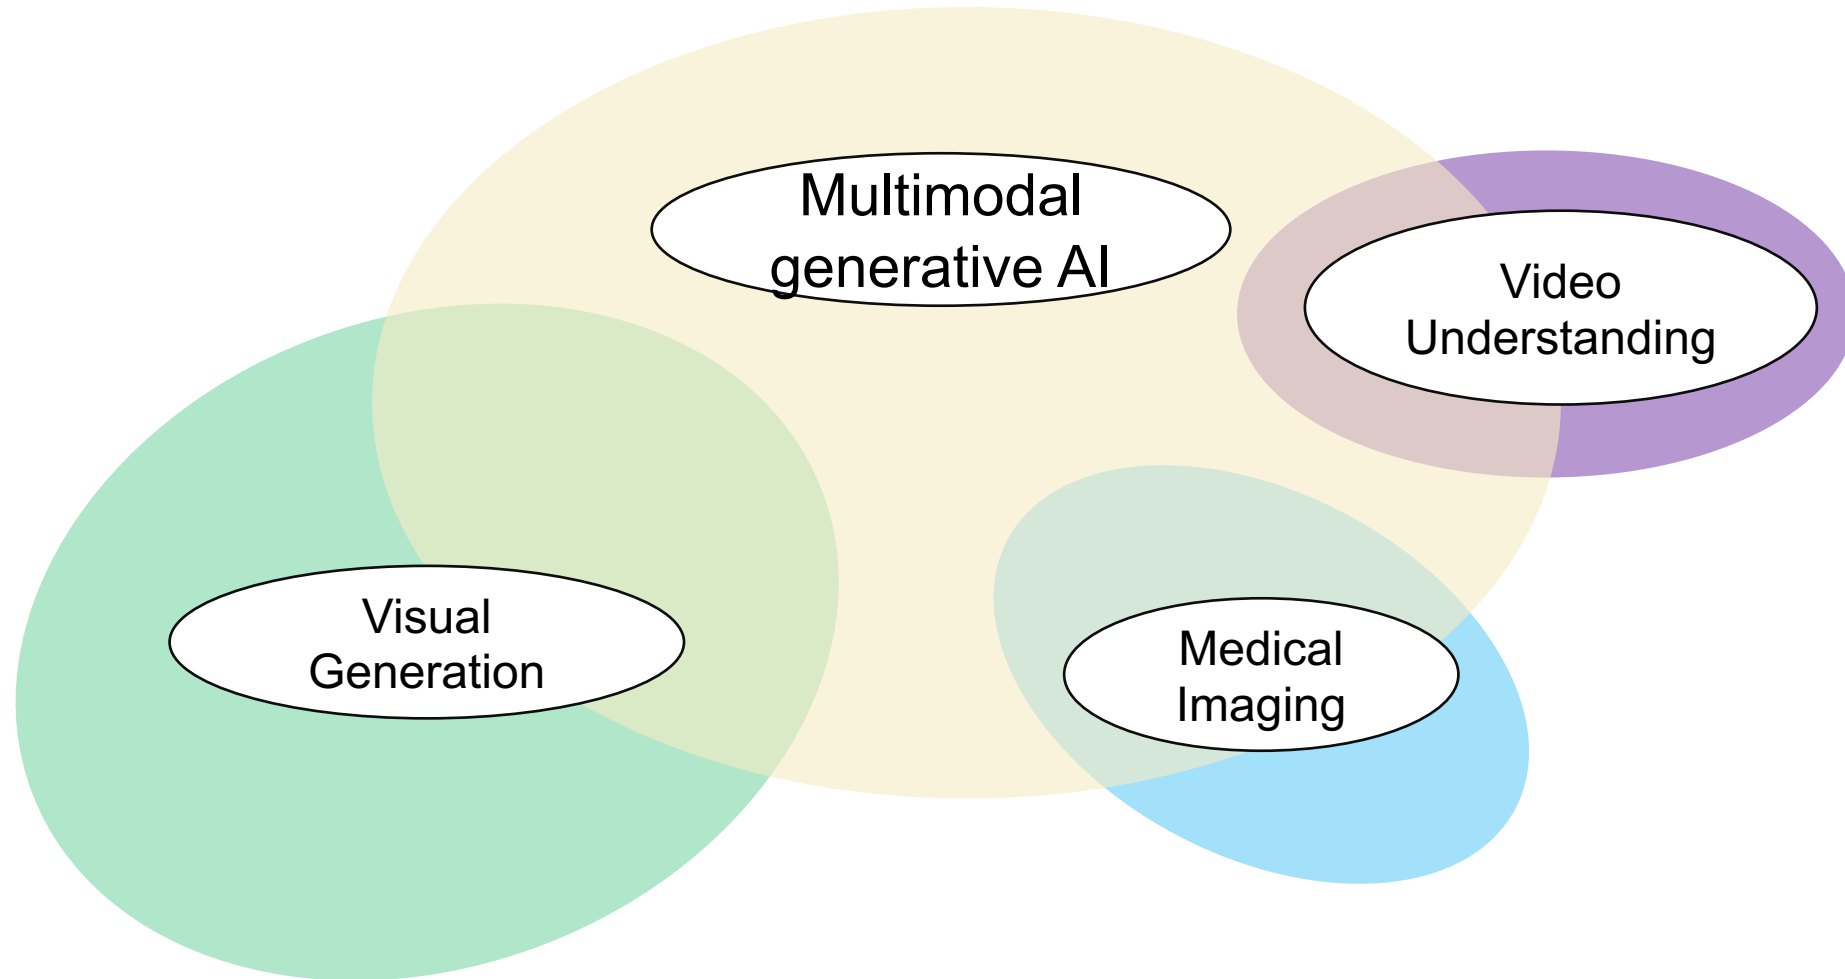 Multimodal
generative AI
Video
Understanding
Visual
Generation
Medical
Imaging